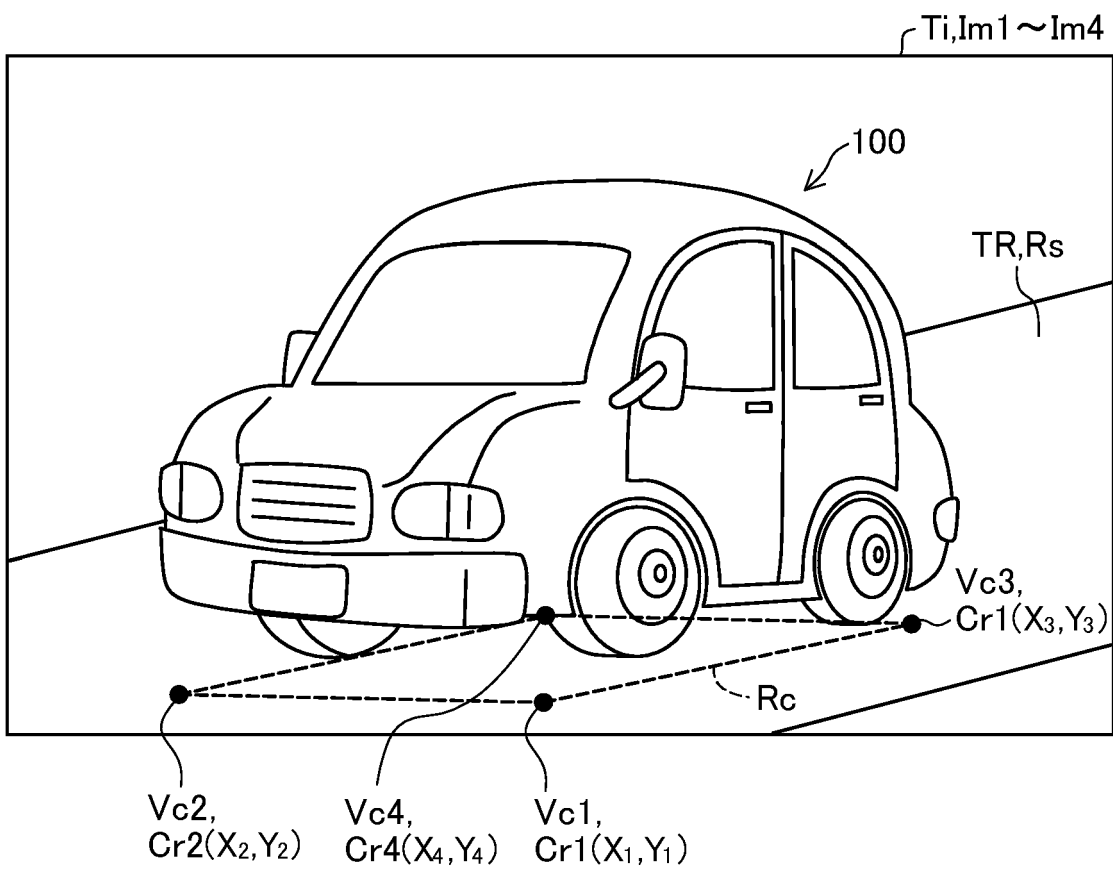 Ti,Im1～Im4
100
TR,Rs
Vc3,
Cr1(X₃,Y₃)
Rc
Vc2,
Cr2(X₂,Y₂)
Vc4,
Cr4(X₄,Y₄)
Vc1,
Cr1(X₁,Y₁)